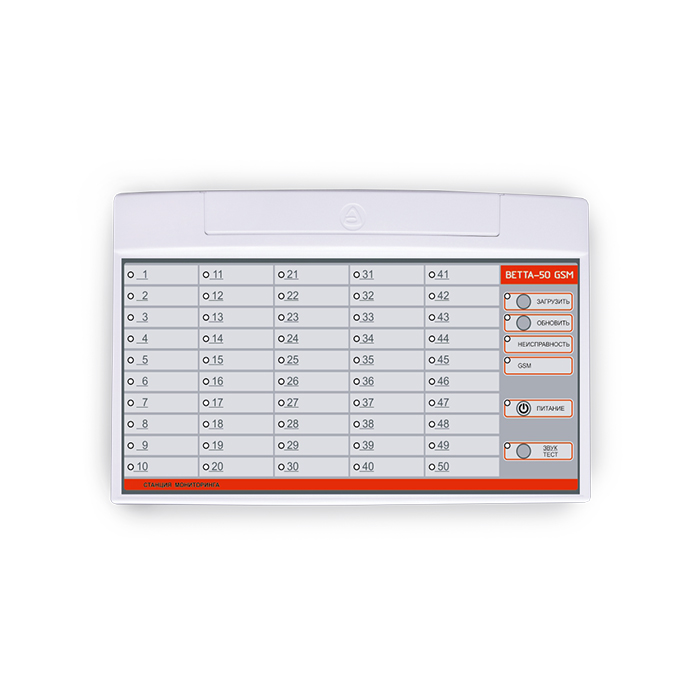 1 11 21 31 41 ВЕТТА-50 GSM
2 12 22 32 42 ЗАГРУЗИТЬ
3 13 23 33 43 ОБНОВИТЬ
4 14 24 34 44 НЕИСПРАВНОСТЬ
5 15 25 35 45 GSM
6 16 26 36 46
7 17 27 37 47 ПИТАНИЕ
8 18 28 38 48
9 19 29 39 49 ЗВУК
ТЕСТ
10 20 30 40 50
СТАНЦИЯ МОНИТОРИНГА